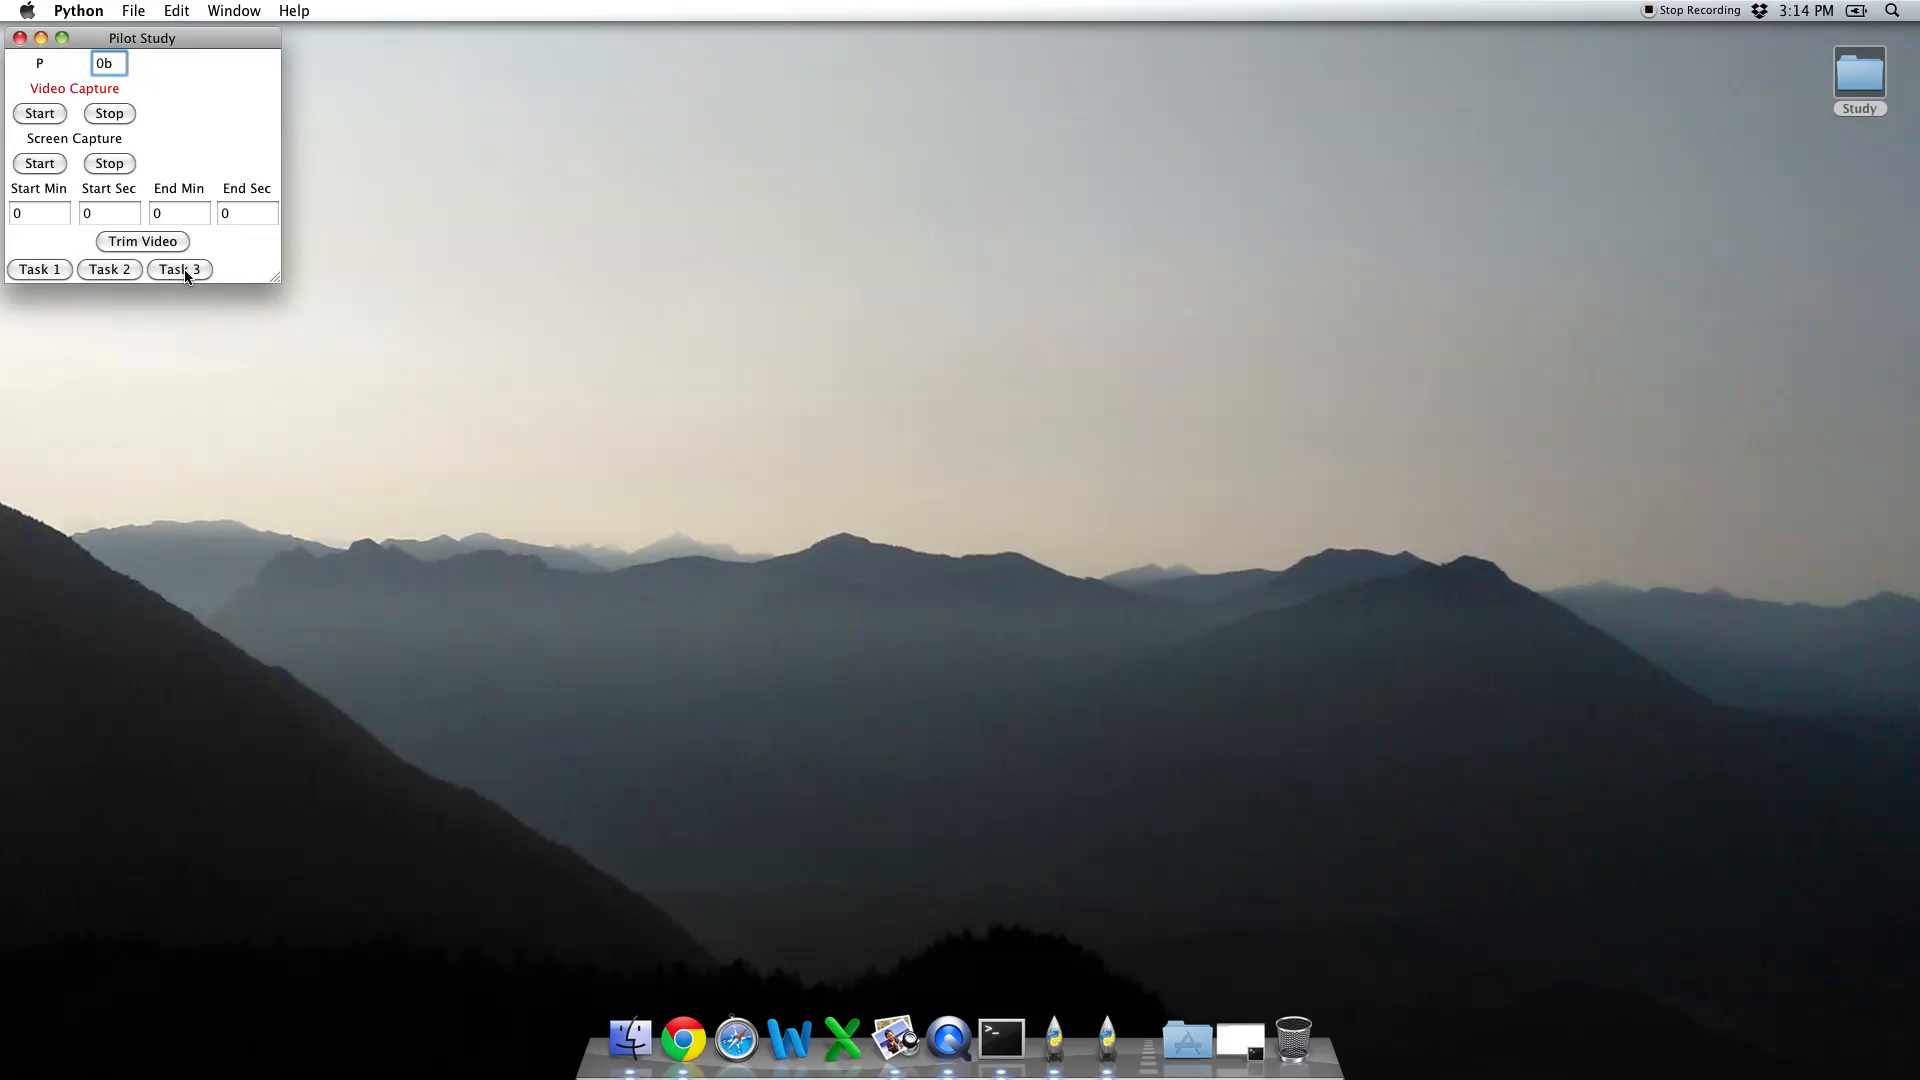 Python File Edit Window Help Stop Recording 3:14 PM
Pilot Study
P 0b
Video Capture
Start Stop
Screen Capture
Start Stop
Start Min Start Sec End Min End Sec
0 0 0 0
Trim Video
Task 1 Task 2 Task 3
Study